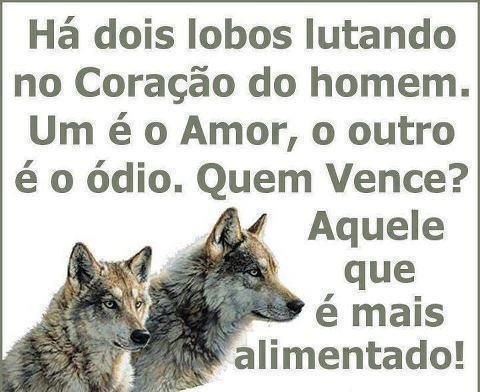 Há dois lobos lutando
no Coração do homem.
Um é o Amor, o outro
é o ódio. Quem Vence?
Aquele
que
é mais
alimentado!